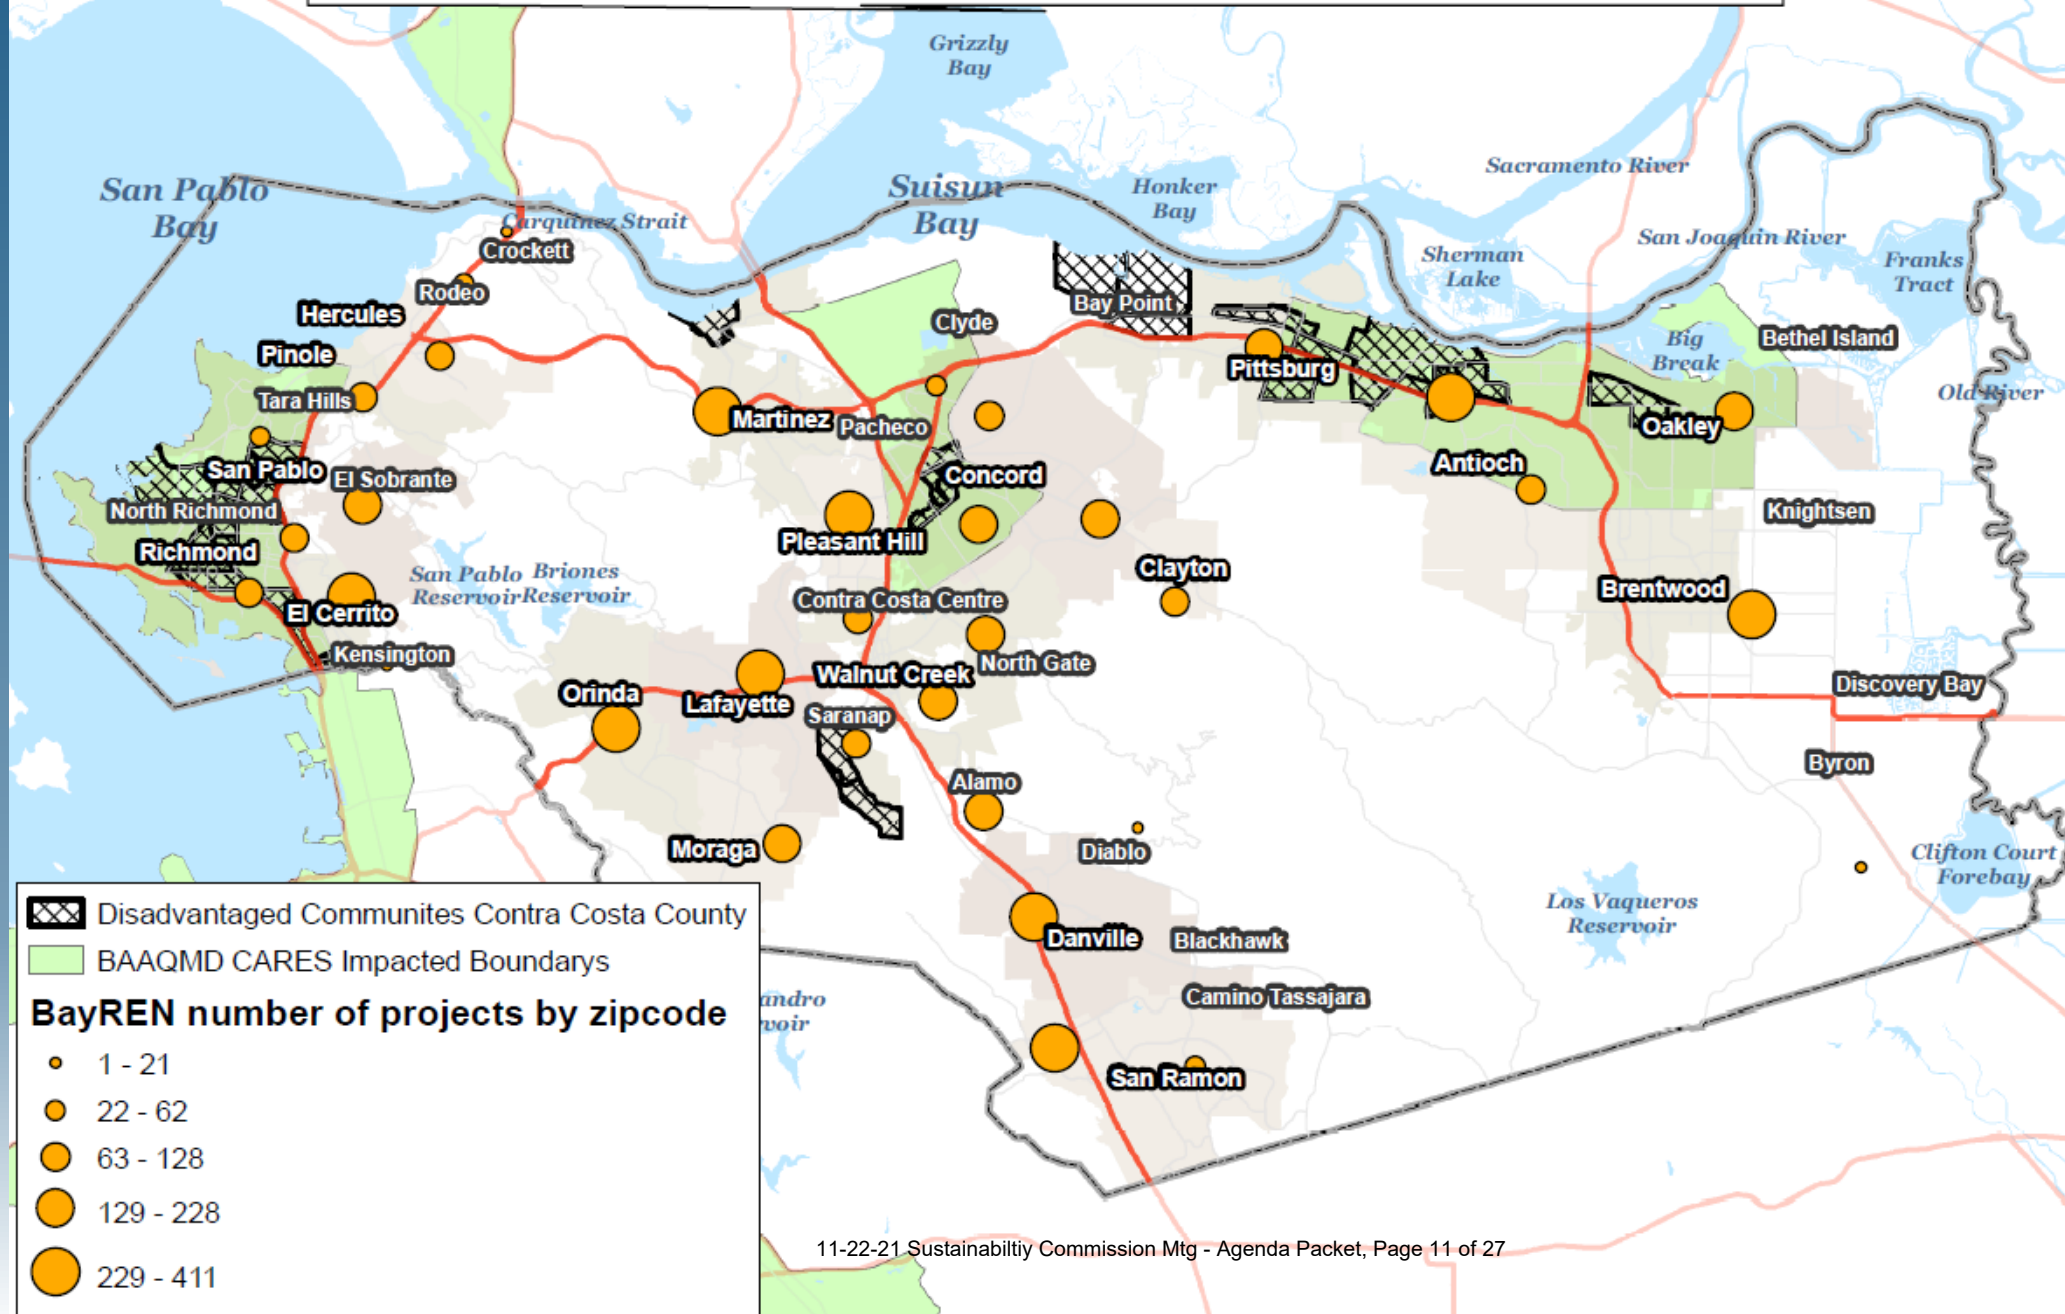 Grizzly
Bay
San Pablo
Bay
Suisun
Bay
Honker
Bay
Sacramento River
Carquinez Strait
Crockett
San Joaquin River
Sherman
Lake
Franks
Tract
Rodeo
Hercules
Bay Point
Clyde
Bethel Island
Big
Break
Pinole
Pittsburg
Tara Hills
Old River
Martinez
Pacheco
Oakley
San Pablo
El Sobrante
Concord
Antioch
North Richmond
Knightsen
Richmond
Pleasant Hill
San Pablo
Reservoir
Briones
Reservoir
Clayton
Brentwood
El Cerrito
Contra Costa Centre
Kensington
North Gate
Orinda
Lafayette
Walnut Creek
Discovery Bay
Saranap
Byron
Alamo
Moraga
Diablo
Clifton Court
Forebay
Los Vaqueros
Reservoir
Danville
Blackhawk
Camino Tassajara
andro
voir
San Ramon
Disadvantaged Communites Contra Costa County
BAAQMD CARES Impacted Boundarys
BayREN number of projects by zipcode
1 - 21
22 - 62
63 - 128
129 - 228
229 - 411
11-22-21 Sustainabiltiy Commission Mtg - Agenda Packet, Page 11 of 27